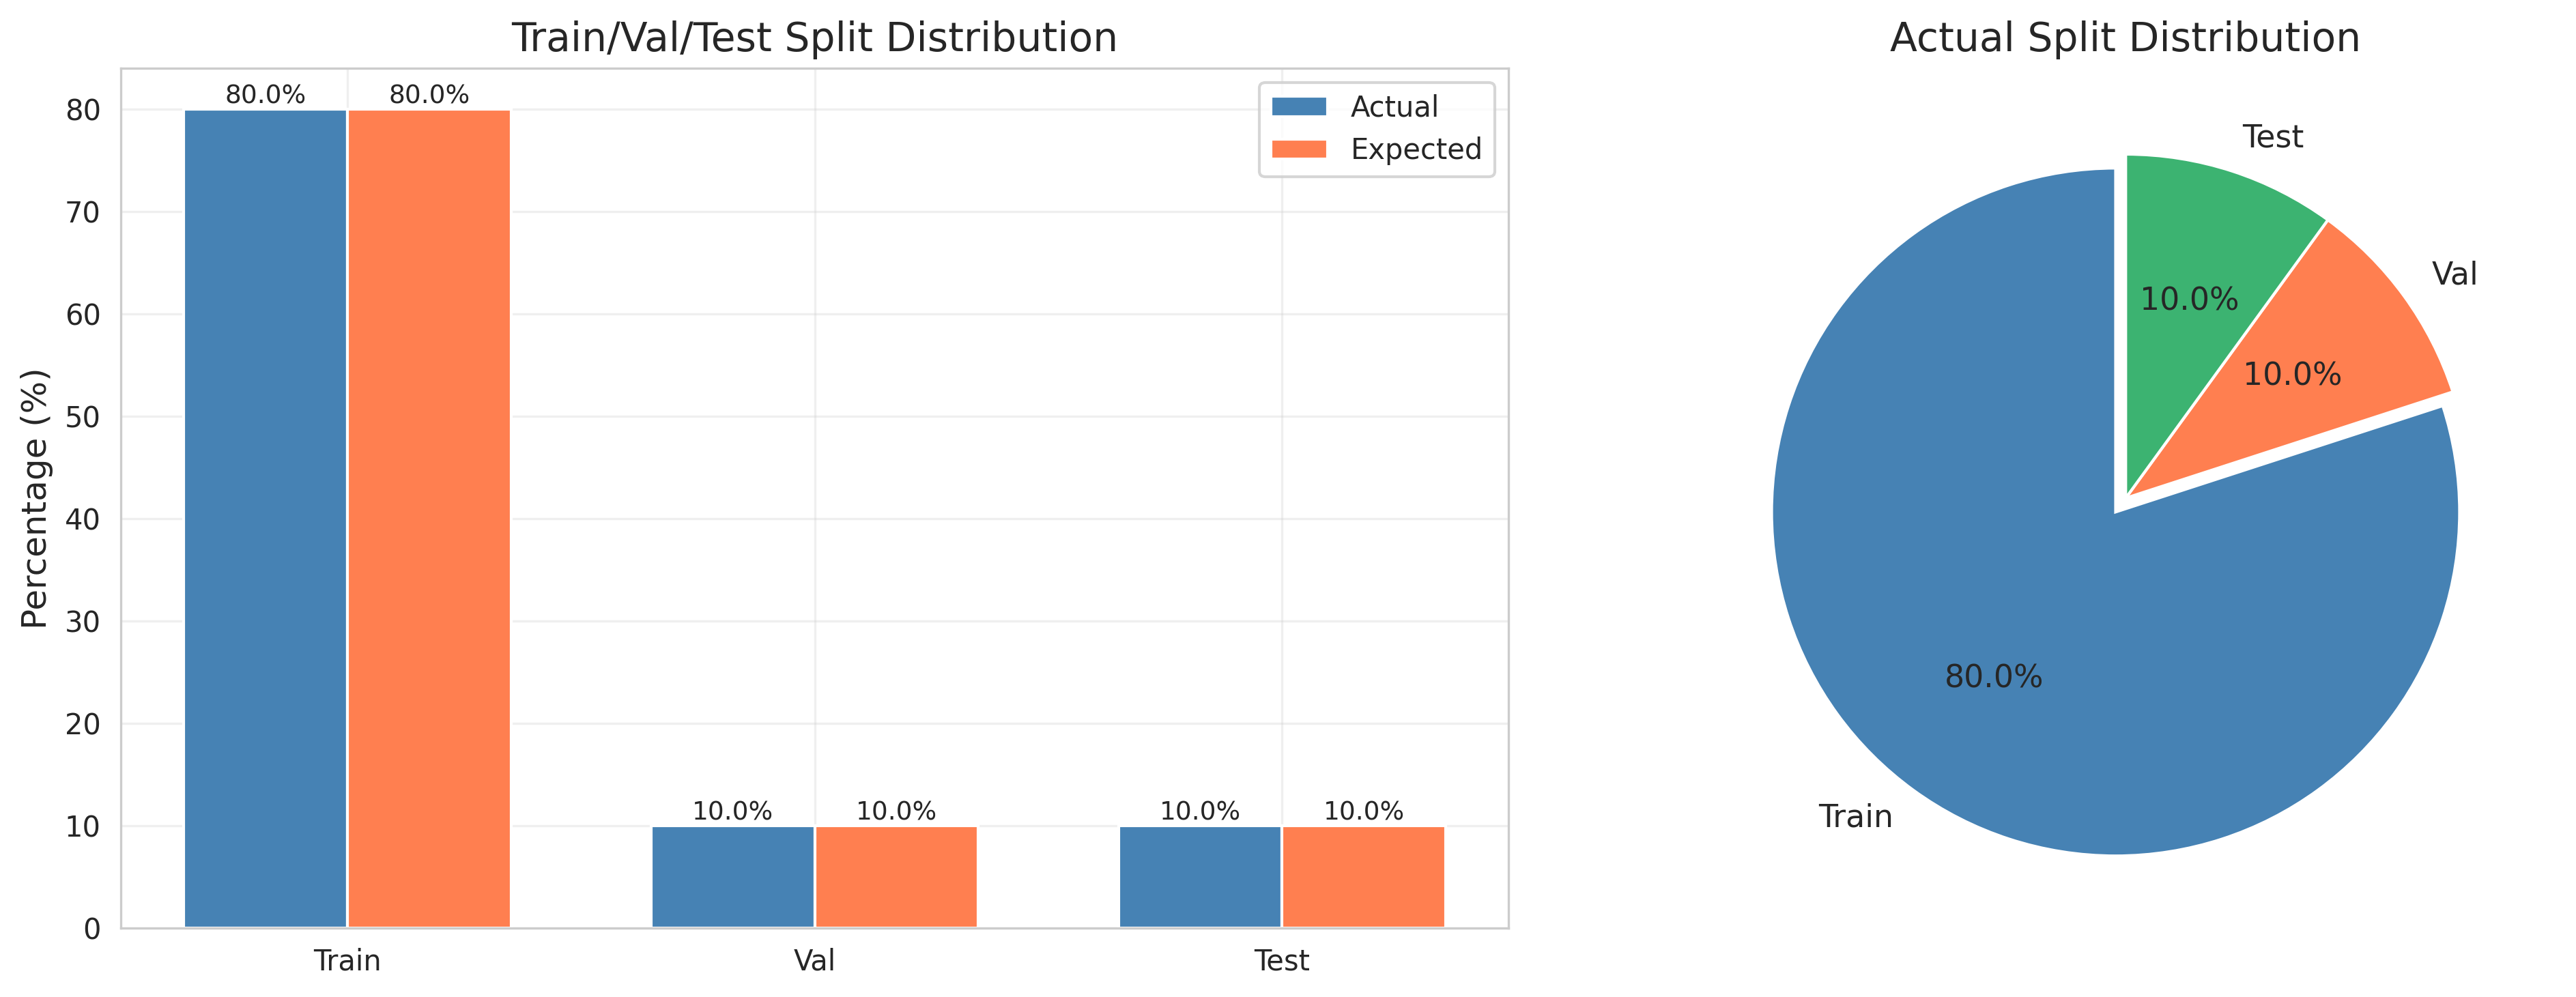 Train/Val/Test Split Distribution
Percentage (%)
80
70
60
50
40
30
20
10
0
80.0% 80.0%
10.0% 10.0%
10.0% 10.0%
Train Val Test
Actual
Expected
Actual Split Distribution
Test
Val
10.0%
10.0%
80.0%
Train